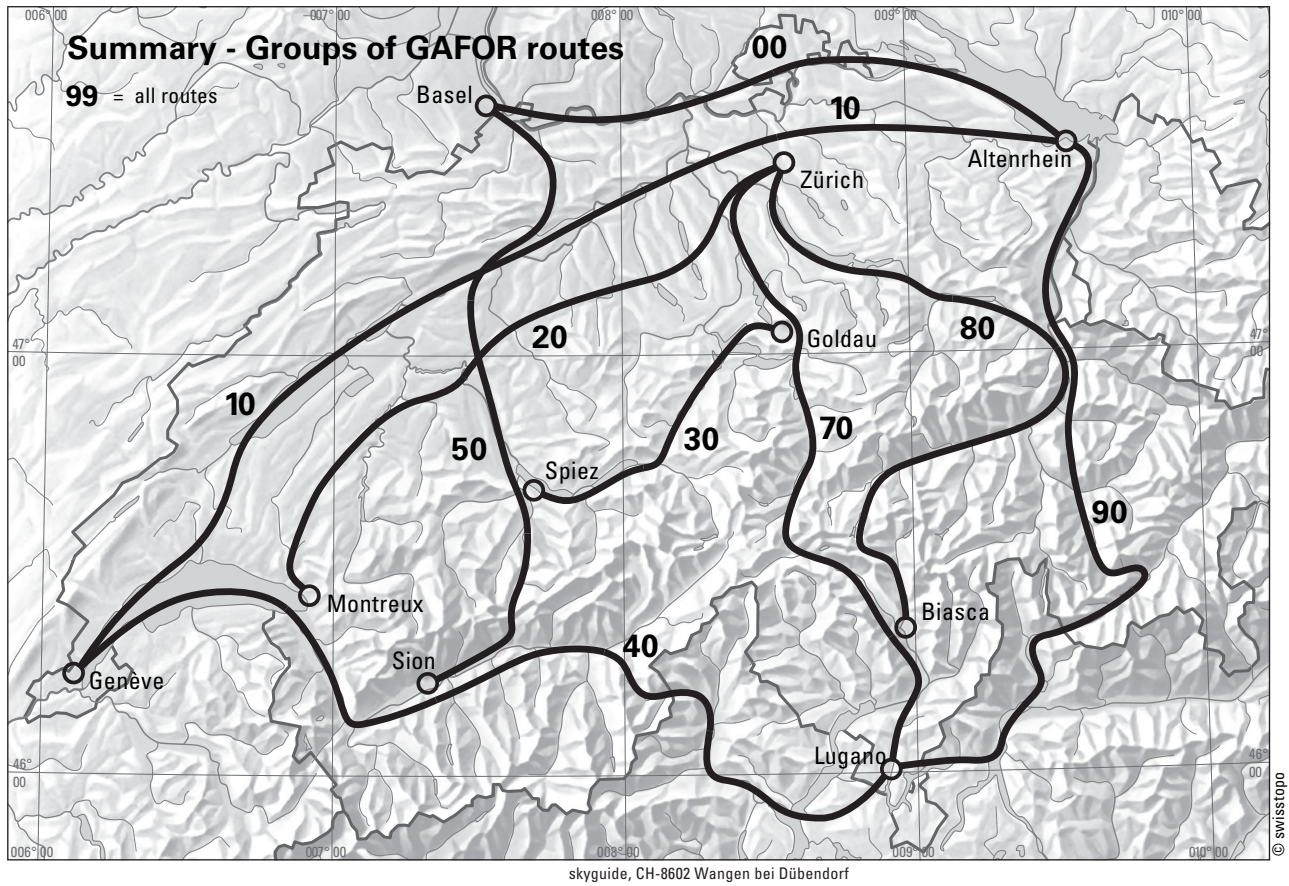 006° 00
007° 00
008° 00
009° 00
010° 00
Summary - Groups of GAFOR routes
99 = all routes
00
Basel
10
Altenrhein
Zürich
20
80
Goldau
47°
00
47°
00
10
70
30
50
Spiez
90
Montreux
Biasca
40
Sion
Genève
Lugano
46°
00
46°
00
006° 00
007° 00
008° 00
009° 00
010° 00
© swisstopo
skyguide, CH-8602 Wangen bei Dübendorf